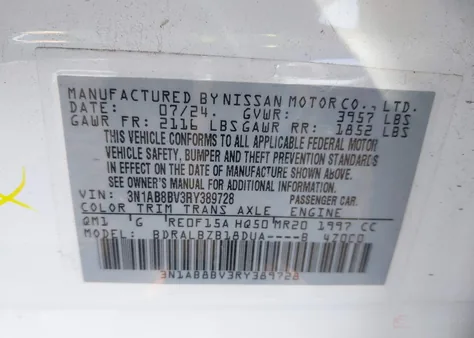 MANUFACTURED BY NISSAN MOTOR CO., LTD.
DATE: 07/24. GVWR: 3957 LBS
GAWR FR: 2116 LBS GAWR RR: 1852 LBS
THIS VEHICLE CONFORMS TO ALL APPLICABLE FEDERAL MOTOR
VEHICLE SAFETY, BUMPER AND THEFT PREVENTION STANDARDS
IN EFFECT ON THE DATE OF MANUFACTURE SHOWN ABOVE.
SEE OWNER'S MANUAL FOR ADDITIONAL INFORMATION
VIN: 3N1AB8BV3RY389728 PASSENGER CAR.
COLOR TRIM TRANS AXLE ENGINE
QM1 G RE0F15A HQ50 MR20 1997 CC
MODEL: BDRALBZB18DUA----B 4Z0C0
3N1AB8BV3RY389728